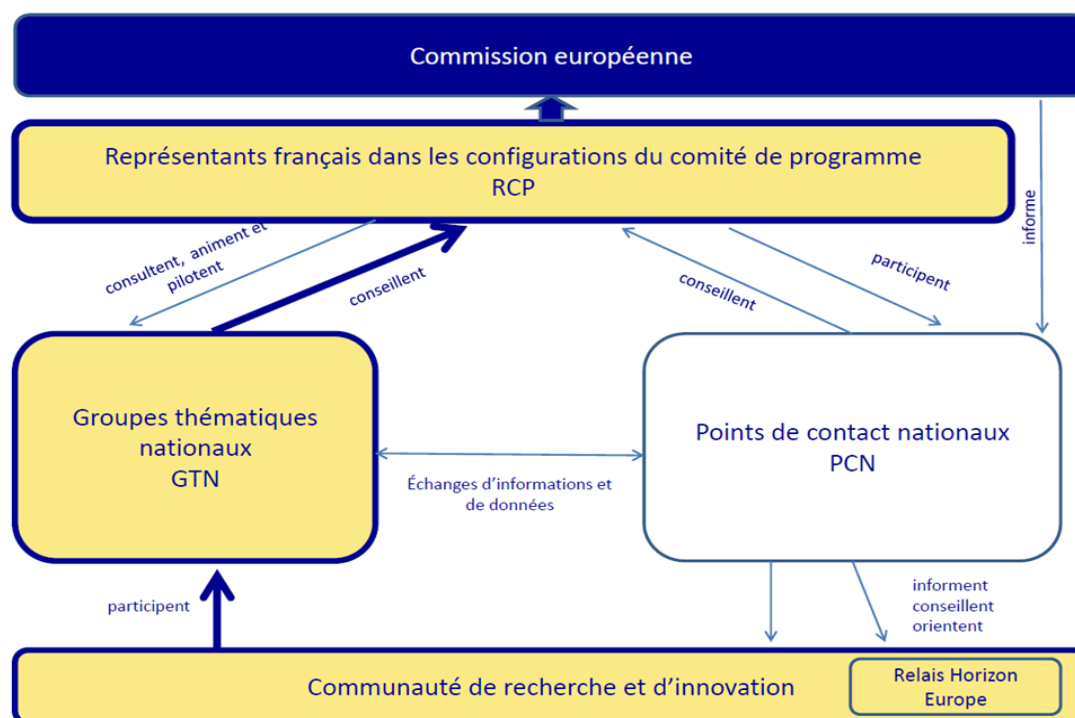 Commission européenne
Représentants français dans les configurations du comité de programme
RCP
informe
consultent, animent et
pilotent
conseillent
conseillent
participent
Groupes thématiques
nationaux
GTN
Points de contact nationaux
PCN
Échanges d’informations et
de données
participent
informent
conseillent
orientent
Communauté de recherche et d’innovation
Relais Horizon
Europe